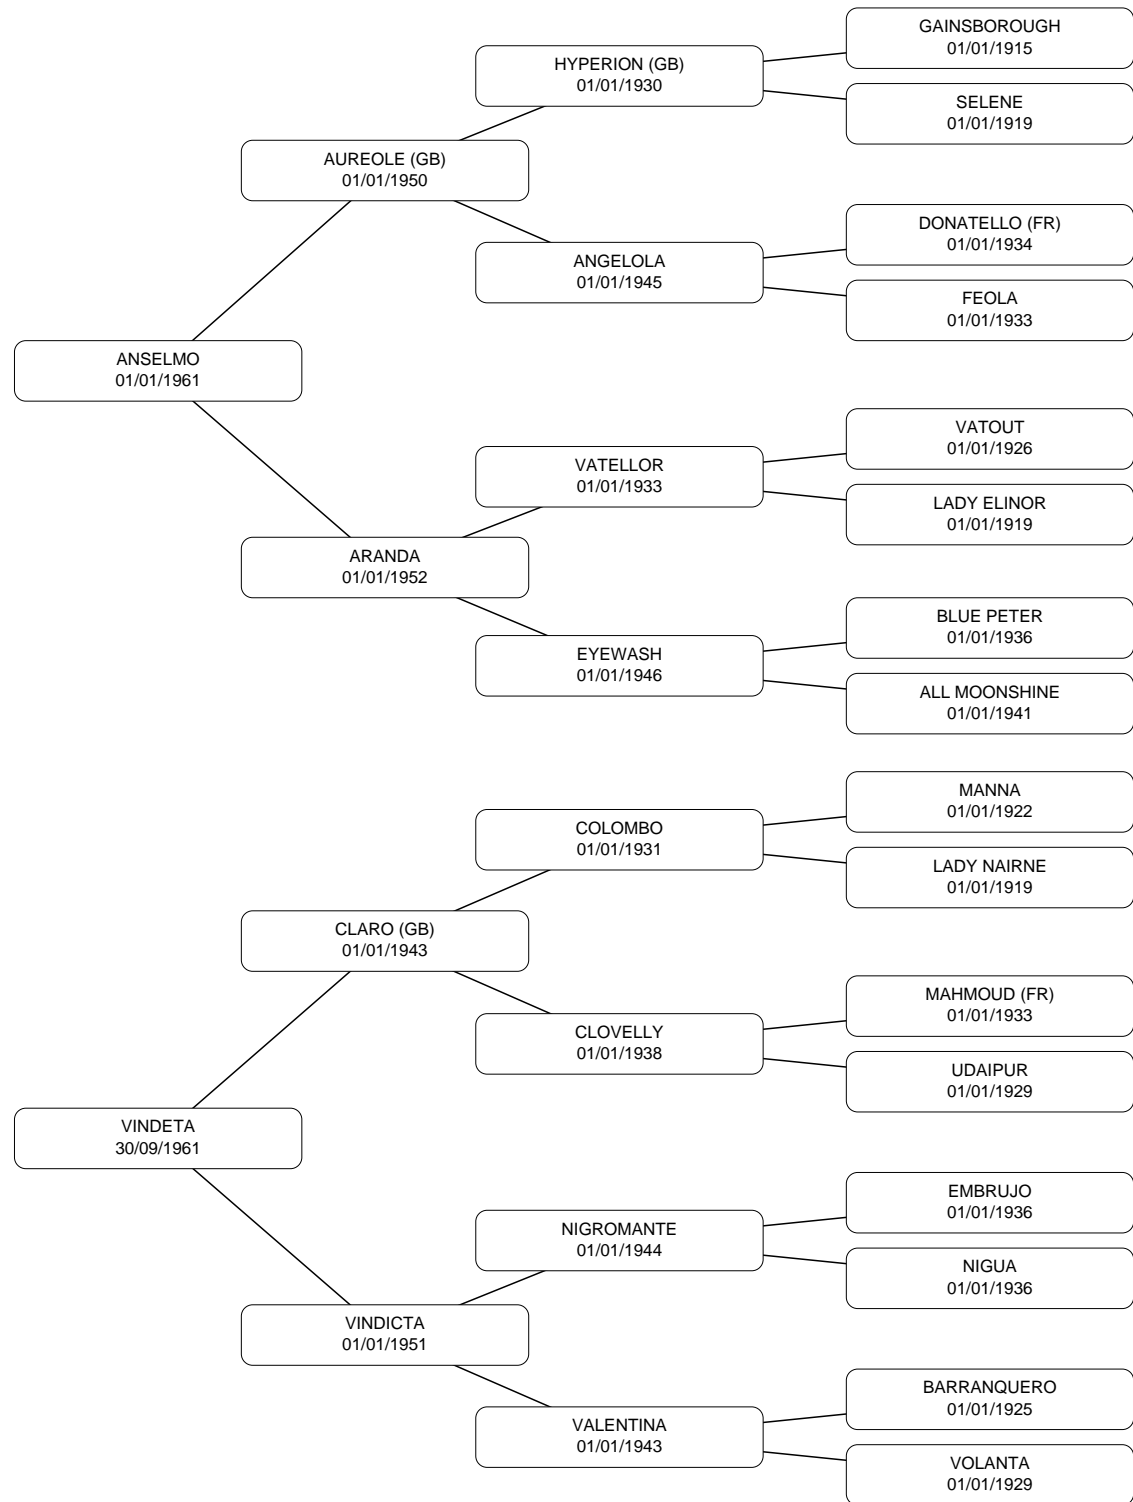 GAINSBOROUGH
01/01/1915
HYPERION (GB)
01/01/1930
SELENE
01/01/1919
AUREOLE (GB)
01/01/1950
DONATELLO (FR)
01/01/1934
ANGELOLA
01/01/1945
FEOLA
01/01/1933
ANSELMO
01/01/1961
VATOUT
01/01/1926
VATELLOR
01/01/1933
LADY ELINOR
01/01/1919
ARANDA
01/01/1952
BLUE PETER
01/01/1936
EYEWASH
01/01/1946
ALL MOONSHINE
01/01/1941
MANNA
01/01/1922
COLOMBO
01/01/1931
LADY NAIRNE
01/01/1919
CLARO (GB)
01/01/1943
MAHMOUD (FR)
01/01/1933
CLOVELLY
01/01/1938
UDAIPUR
01/01/1929
VINDETA
30/09/1961
EMBRUJO
01/01/1936
NIGROMANTE
01/01/1944
NIGUA
01/01/1936
VINDICTA
01/01/1951
BARRANQUERO
01/01/1925
VALENTINA
01/01/1943
VOLANTA
01/01/1929